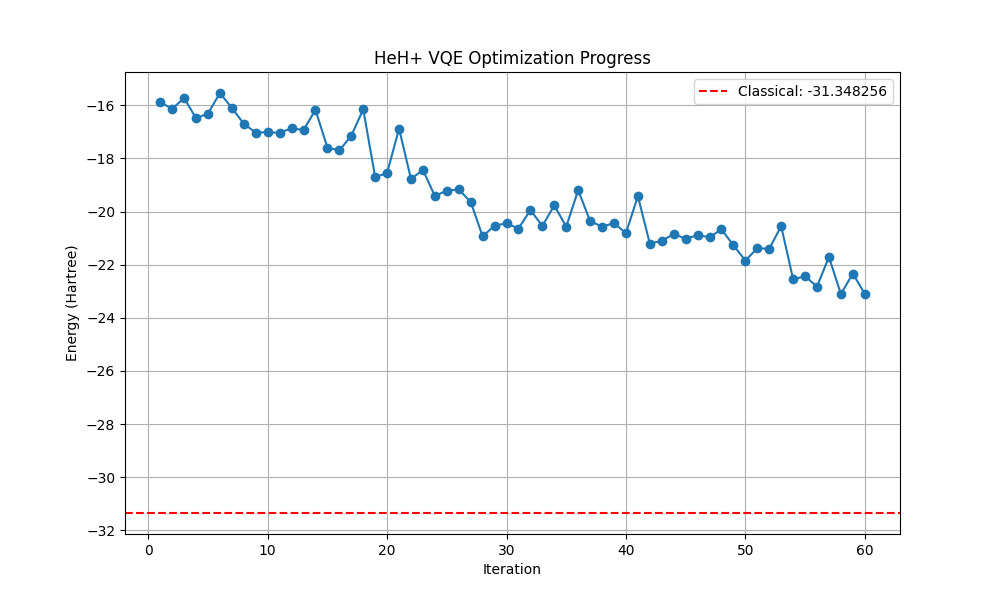 HeH+ VQE Optimization Progress
Classical: -31.348256
Energy (Hartree)
−16
−18
−20
−22
−24
−26
−28
−30
−32
0 10 20 30 40 50 60
Iteration